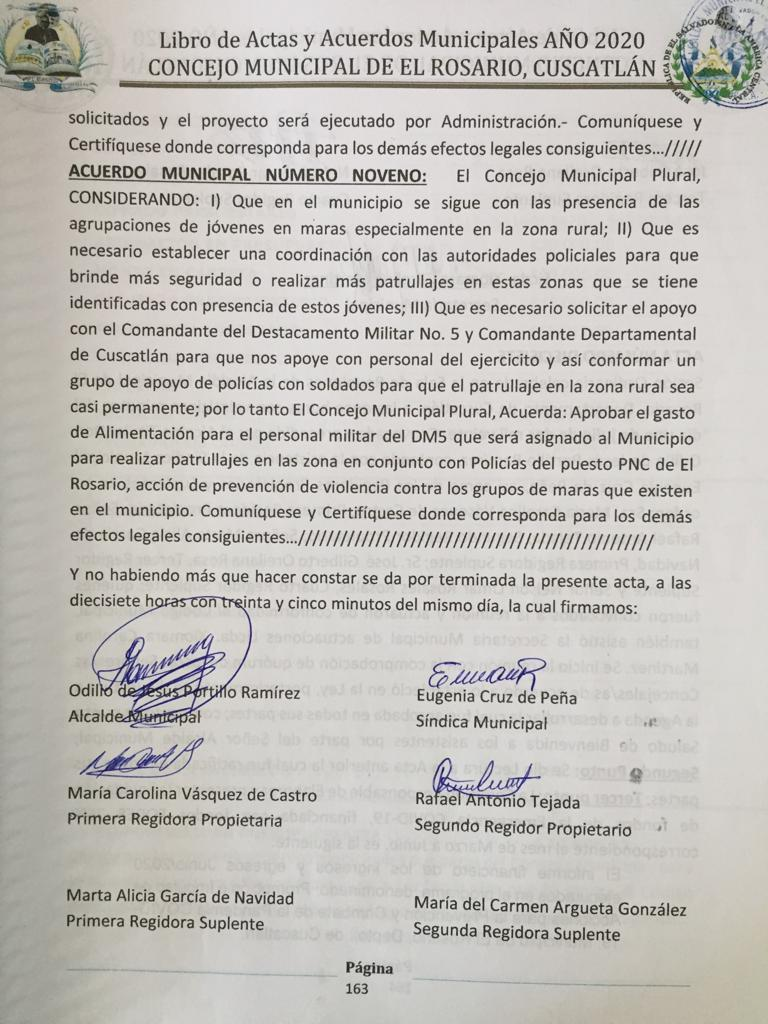 Libro de Actas y Acuerdos Municipales AÑO 2020
CONCEJO MUNICIPAL DE EL ROSARIO, CUSCATLÁN
REPÚBLICA DE EL SALVADOR EN LA AMÉRICA CENTRAL
solicitados y el proyecto será ejecutado por Administración.- Comuníquese y
Certifíquese donde corresponda para los demás efectos legales consiguientes.../////
ACUERDO MUNICIPAL NÚMERO NOVENO: El Concejo Municipal Plural,
CONSIDERANDO: I) Que en el municipio se sigue con las presencia de las
agrupaciones de jóvenes en maras especialmente en la zona rural; II) Que es
necesario establecer una coordinación con las autoridades policiales para que
brinde más seguridad o realizar más patrullajes en estas zonas que se tiene
identificadas con presencia de estos jóvenes; III) Que es necesario solicitar el apoyo
con el Comandante del Destacamento Militar No. 5 y Comandante Departamental
de Cuscatlán para que nos apoye con personal del ejercicito y así conformar un
grupo de apoyo de policías con soldados para que el patrullaje en la zona rural sea
casi permanente; por lo tanto El Concejo Municipal Plural, Acuerda: Aprobar el gasto
de Alimentación para el personal militar del DM5 que será asignado al Municipio
para realizar patrullajes en las zona en conjunto con Policías del puesto PNC de El
Rosario, acción de prevención de violencia contra los grupos de maras que existen
en el municipio. Comuníquese y Certifíquese donde corresponda para los demás
efectos legales consiguientes...//////////////////////////////////////////////////
Y no habiendo más que hacer constar se da por terminada la presente acta, a las
diecisiete horas con treinta y cinco minutos del mismo día, la cual firmamos:
Odillo de Jesús Portillo Ramírez
Alcalde Municipal
Eugenia Cruz de Peña
Síndica Municipal
María Carolina Vásquez de Castro
Primera Regidora Propietaria
Rafael Antonio Tejada
Segundo Regidor Propietario
Marta Alicia García de Navidad
Primera Regidora Suplente
María del Carmen Argueta González
Segunda Regidora Suplente
Página
163